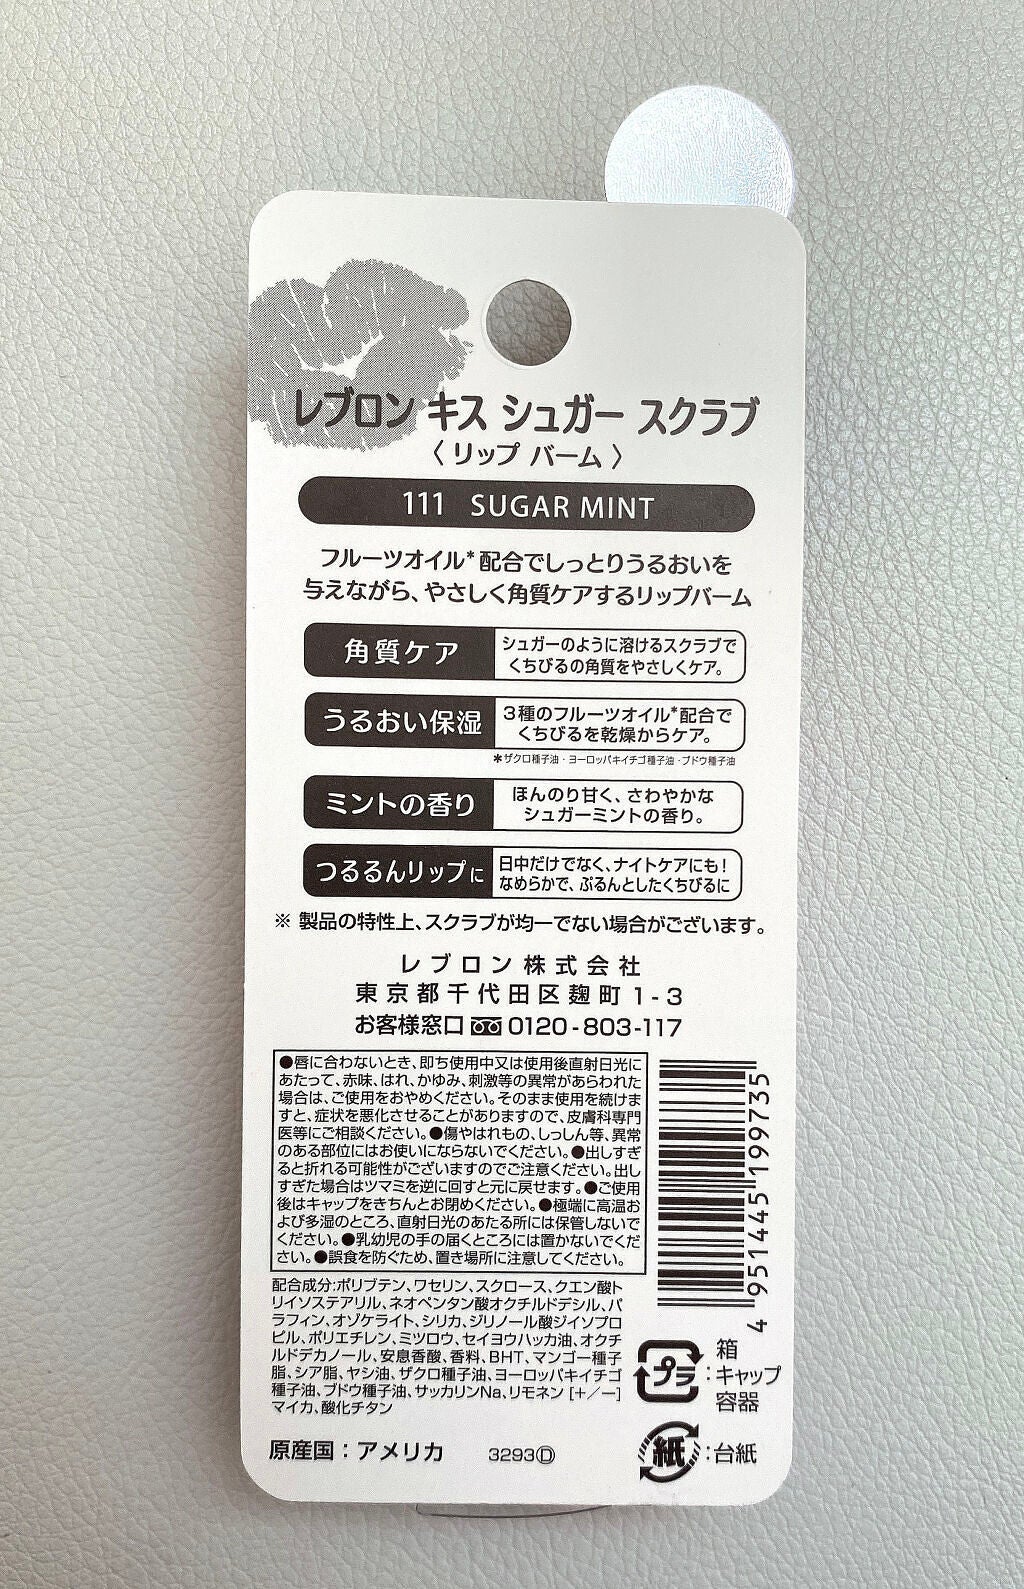 レブロン キス シュガー スクラブ
〈 リップ バーム 〉
111 SUGAR MINT
フルーツオイル*配合でしっとりうるおいを
与えながら、やさしく角質ケアするリップバーム
角質ケア
シュガーのように溶けるスクラブで
くちびるの角質をやさしくケア。
うるおい保湿
3種のフルーツオイル*配合で
くちびるを乾燥からケア。
*ザクロ種子油・ヨーロッパキイチゴ種子油・ブドウ種子油
ミントの香り
ほんのり甘く、さわやかな
シュガーミントの香り。
つるるんリップに
日中だけでなく、ナイトケアにも!
なめらかで、ぷるんとしたくちびるに
※ 製品の特性上、スクラブが均一でない場合がございます。
レブロン株式会社
東京都千代田区麹町1-3
お客様窓口 0120-803-117
●唇に合わないとき、即ち使用中又は使用後直射日光に
あたって、赤味、はれ、かゆみ、刺激等の異常があらわれた
場合は、ご使用をおやめください。そのまま使用を続けま
すと、症状を悪化させることがありますので、皮膚科専門
医等にご相談ください。●傷やはれもの、しっしん等、異常
のある部位にはお使いにならないでください。●出しすぎ
ると折れる可能性がございますのでご注意ください。出し
すぎた場合はツマミを逆に回すと元に戻せます。●ご使用
後はキャップをきちんとお閉めください。●極端に高温お
よび多湿のところ、直射日光のあたる所には保管しないで
ください。●乳幼児の手の届くところには置かないでくだ
さい。●誤食を防ぐため、置き場所に注意してください。
配合成分:ポリブテン、ワセリン、スクロース、クエン酸ト
リイソステアリル、ネオペンタン酸オクチルドデシル、パ
ラフィン、オゾケライト、シリカ、ジリノール酸ジイソプロ
ピル、ポリエチレン、ミツロウ、セイヨウハッカ油、オクチ
ルドデカノール、安息香酸、香料、BHT、マンゴー種子
脂、シア脂、ヤシ油、ザクロ種子油、ヨーロッパキイチゴ
種子油、ブドウ種子油、サッカリンNa、リモネン [+/ー]
マイカ、酸化チタン
原産国：アメリカ
3293Ⓓ
4 951445 199735
プラ
：
箱
キャップ
容器
紙
：台紙